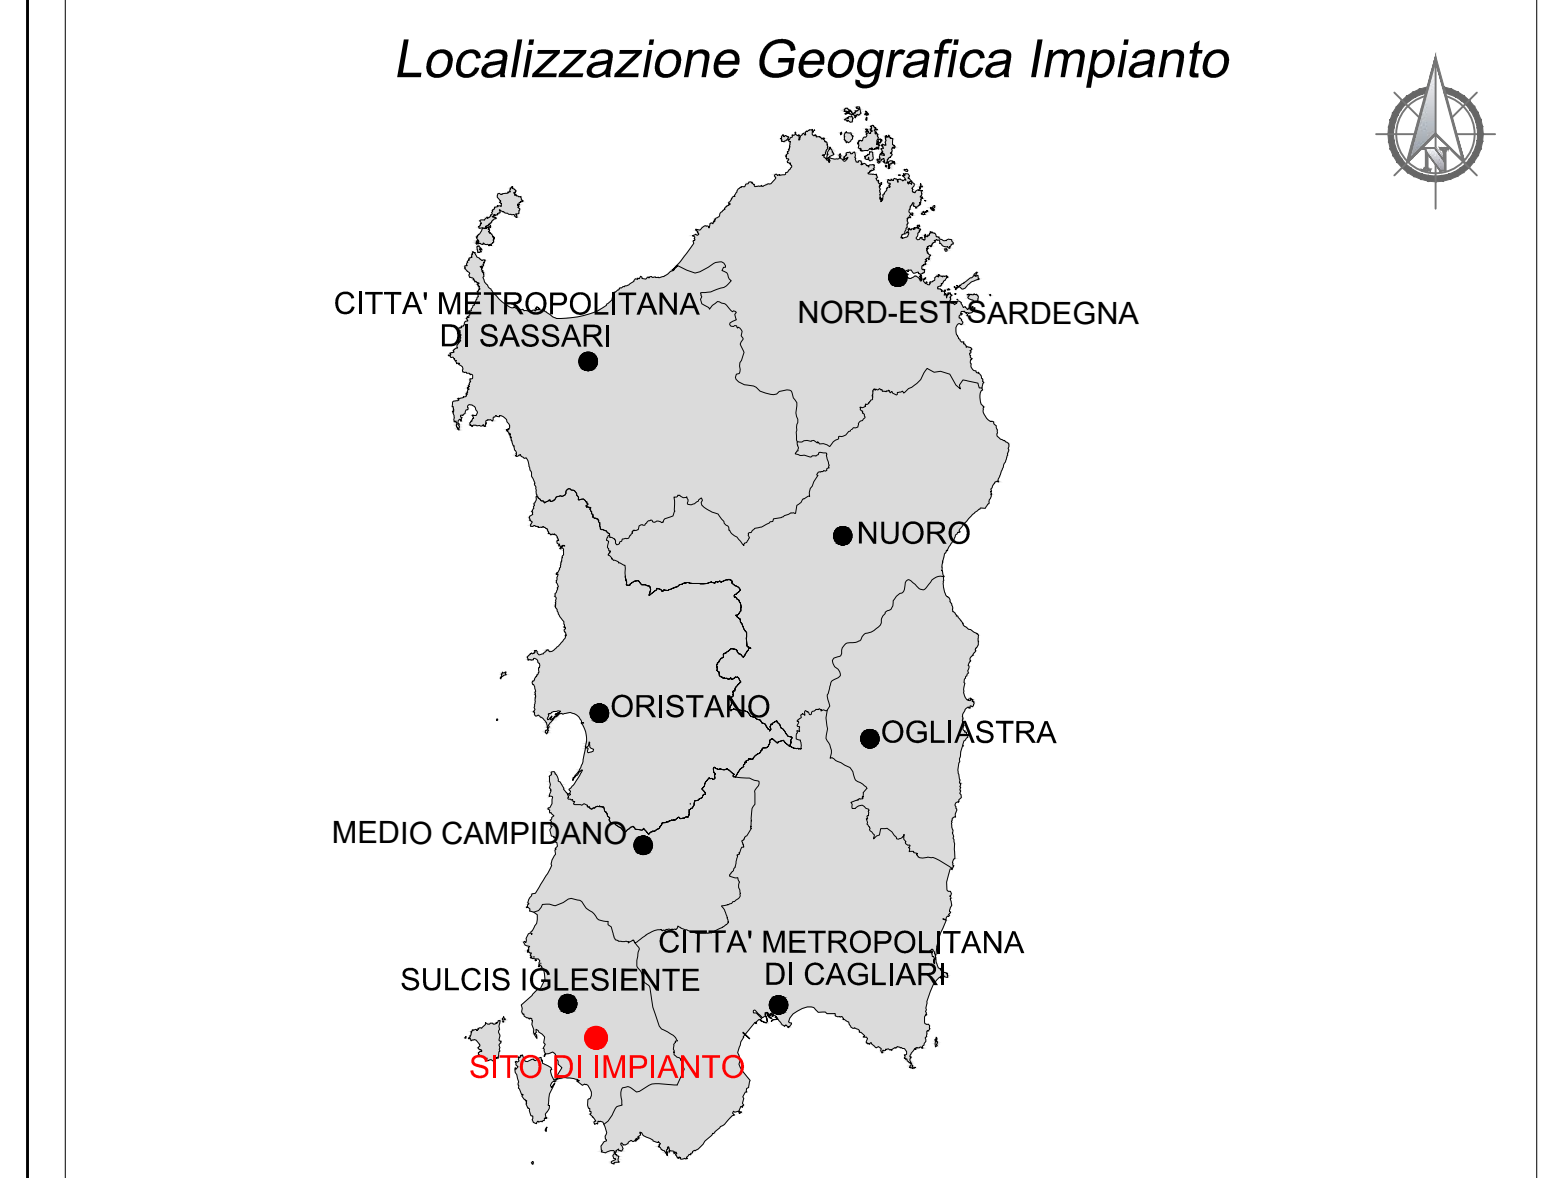 Localizzazione Geografica Impianto
N
CITTA' METROPOLITANA
DI SASSARI
NORD-EST SARDEGNA
NUORO
ORISTANO
OGLIASTRA
MEDIO CAMPIDANO
CITTA' METROPOLITANA
DI CAGLIARI
SULCIS IGLESIENTE
SITO DI IMPIANTO